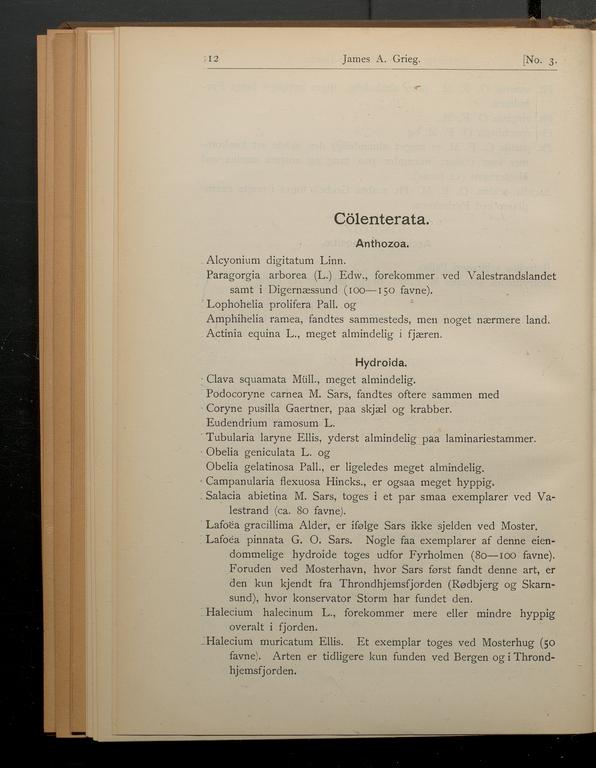 12 James A. Grieg. [No. 3.
Cölenterata.
Anthozoa.
Alcyonium digitatum Linn.
Paragorgia arborea (L.) Edw., forekommer ved Valestrandslandet
samt i Digernæssund (100—150 favne).
Lophohelia prolifera Pall. og
Amphihelia ramea, fandtes sammesteds, men noget nærmere land.
Actinia equina L., meget almindelig i fjæren.
Hydroida.
Clava squamata Müll., meget almindelig.
Podocoryne carnea M. Sars, fandtes oftere sammen med
Coryne pusilla Gaertner, paa skjæl og krabber.
Eudendrium ramosum L.
Tubularia laryne Ellis, yderst almindelig paa laminariestammer.
Obelia geniculata L. og
Obelia gelatinosa Pall., er ligeledes meget almindelig.
Campanularia flexuosa Hincks., er ogsaa meget hyppig.
Salacia abietina M. Sars, toges i et par smaa exemplarer ved Va-
lestrand (ca. 80 favne).
Lafoëa gracillima Alder, er ifølge Sars ikke sjelden ved Moster.
Lafoéa pinnata G. O. Sars. Nogle faa exemplarer af denne eien-
dommelige hydroide toges udfor Fyrholmen (80—100 favne).
Foruden ved Mosterhavn, hvor Sars først fandt denne art, er
den kun kjendt fra Throndhjemsfjorden (Rødbjerg og Skarn-
sund), hvor konservator Storm har fundet den.
Halecium halecinum L., forekommer mere eller mindre hyppig
overalt i fjorden.
Halecium muricatum Ellis. Et exemplar toges ved Mosterhug (50
favne). Arten er tidligere kun funden ved Bergen og i Thrond-
hjemsfjorden.